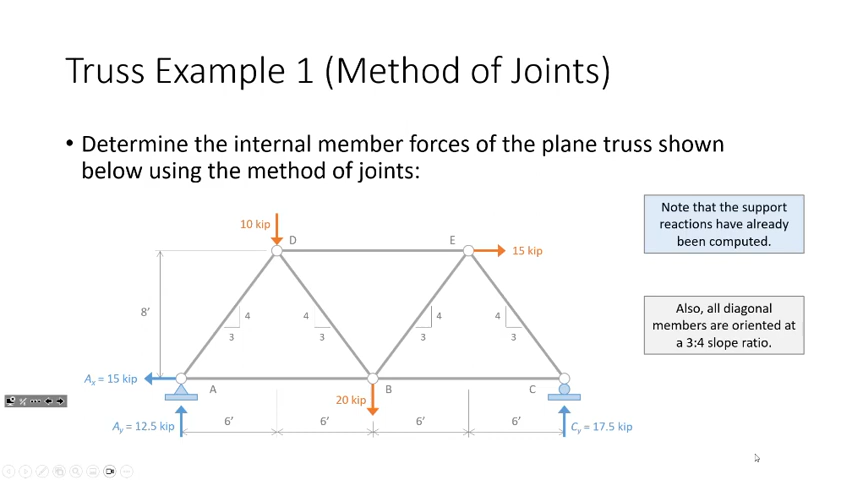 Truss Example 1 (Method of Joints)
• Determine the internal member forces of the plane truss shown
below using the method of joints:
Note that the support
reactions have already
been computed.
Also, all diagonal
members are oriented at
a 3:4 slope ratio.
10 kip
D
E
15 kip
8'
4
3
4
3
4
3
4
3
Ax = 15 kip
A
B
C
20 kip
Ay = 12.5 kip
6'
6'
6'
6'
Cy = 17.5 kip